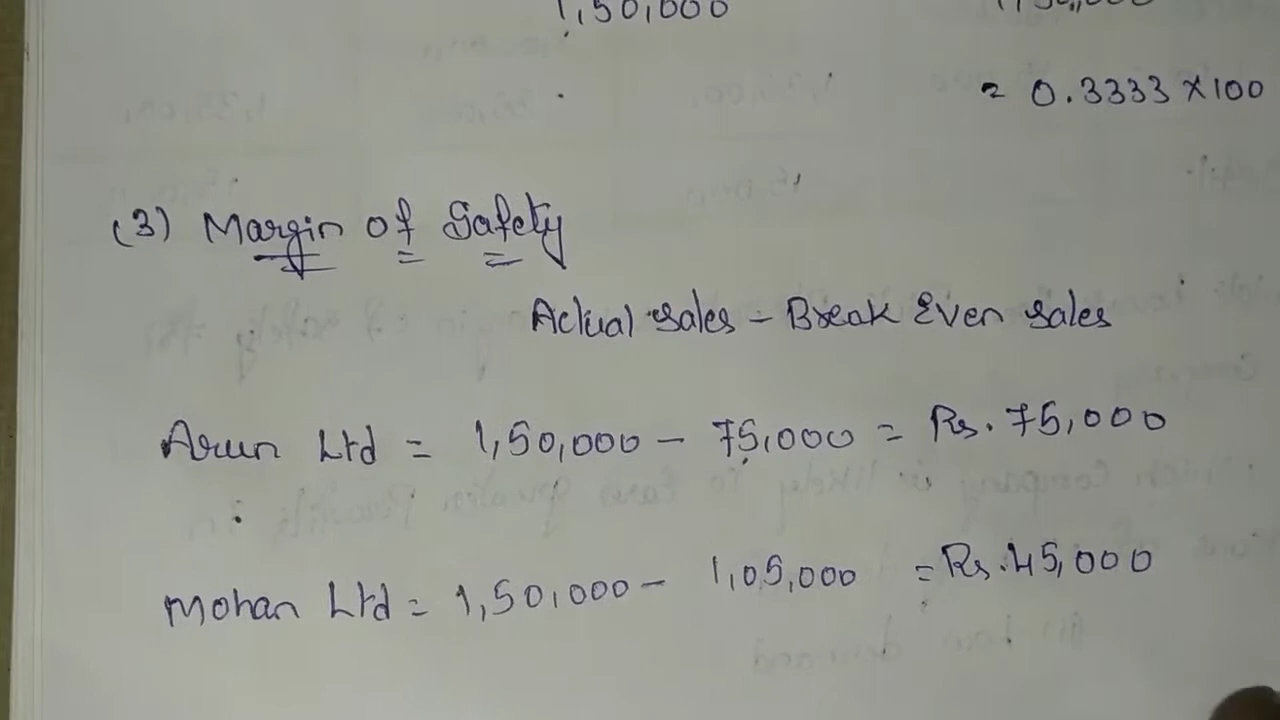 1,50,000
= 0.3333 × 100
(3) Margin of Safety
Actual sales - Break Even sales
Arun Ltd = 1,50,000 - 75,000 = Rs. 75,000
Mohan Ltd = 1,50,000 - 1,05,000 = Rs. 45,000